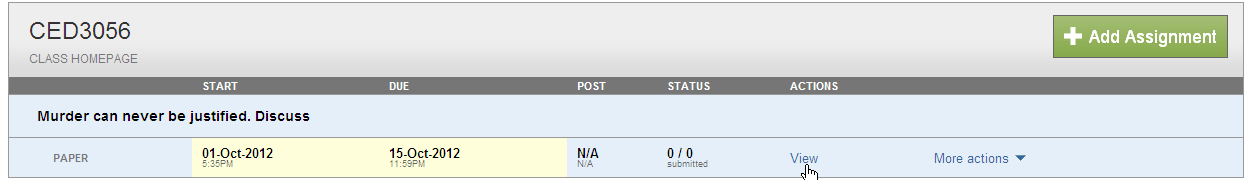 CED3056
CLASS HOMEPAGE
Add Assignment
START DUE POST STATUS ACTIONS
Murder can never be justified. Discuss
PAPER 01-Oct-2012 15-Oct-2012 N/A 0 / 0 View More actions
5:35PM 11:59PM N/A submitted